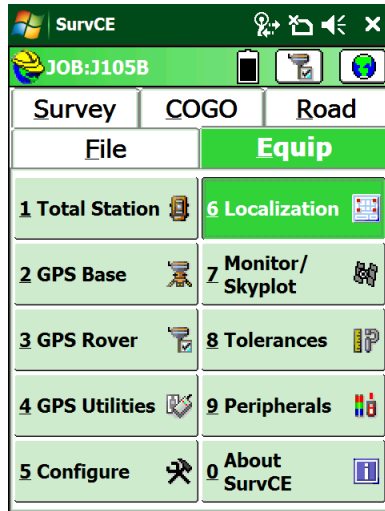 SurvCE
JOB:J105B
Survey COGO Road
File Equip
1 Total Station
6 Localization
2 GPS Base
7 Monitor/
Skyplot
3 GPS Rover
8 Tolerances
4 GPS Utilities
9 Peripherals
5 Configure
0 About
SurvCE